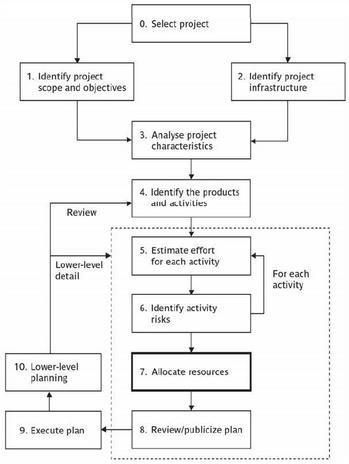 0. Select project
1. Identify project
scope and objectives
2. Identify project
infrastructure
3. Analyse project
characteristics
4. Identify the products
and activities
Review
5. Estimate effort
for each activity
Lower-level
detail
For each
activity
6. Identify activity
risks
7. Allocate resources
10. Lower-level
planning
8. Review/publicize plan
9. Execute plan